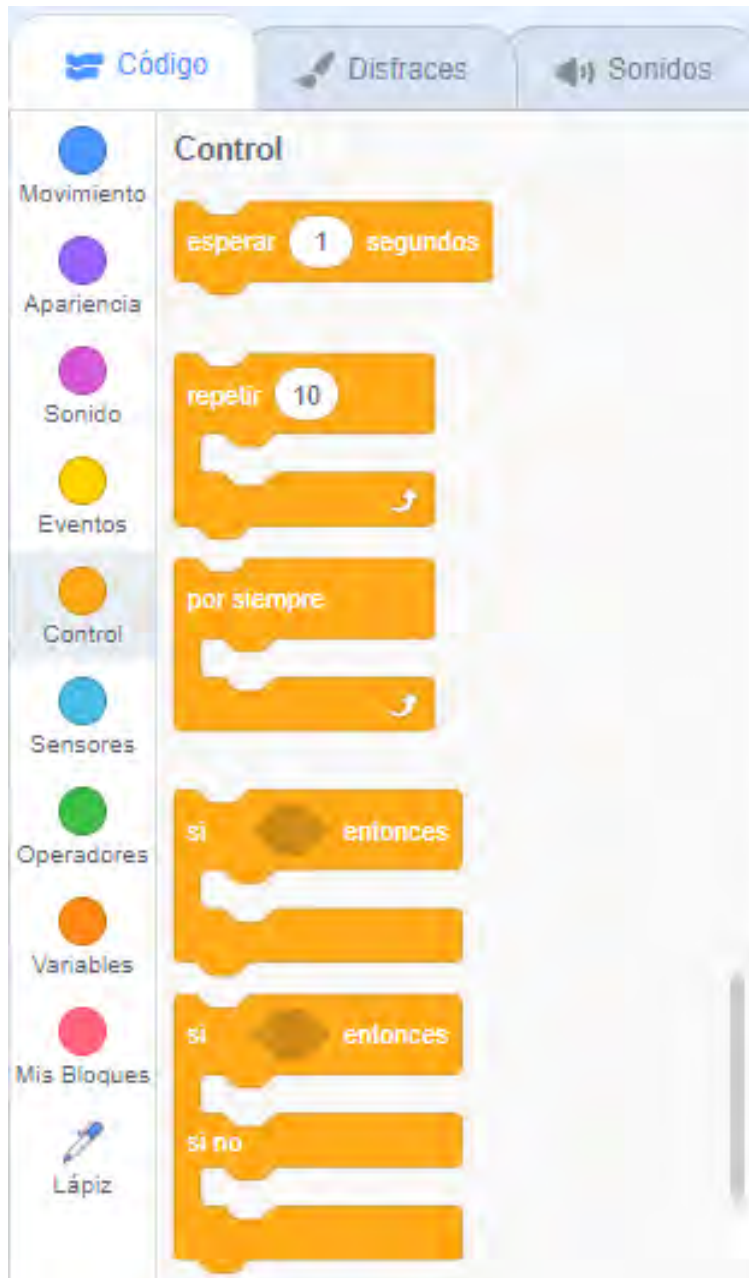 Código Disfraces Sonidos
Movimiento
Apariencia
Sonido
Eventos
Control
Sensores
Operadores
Variables
Mis Bloques
Lápiz
Control
esperar 1 segundos
repetir 10
por siempre
si entonces
si entonces
si no